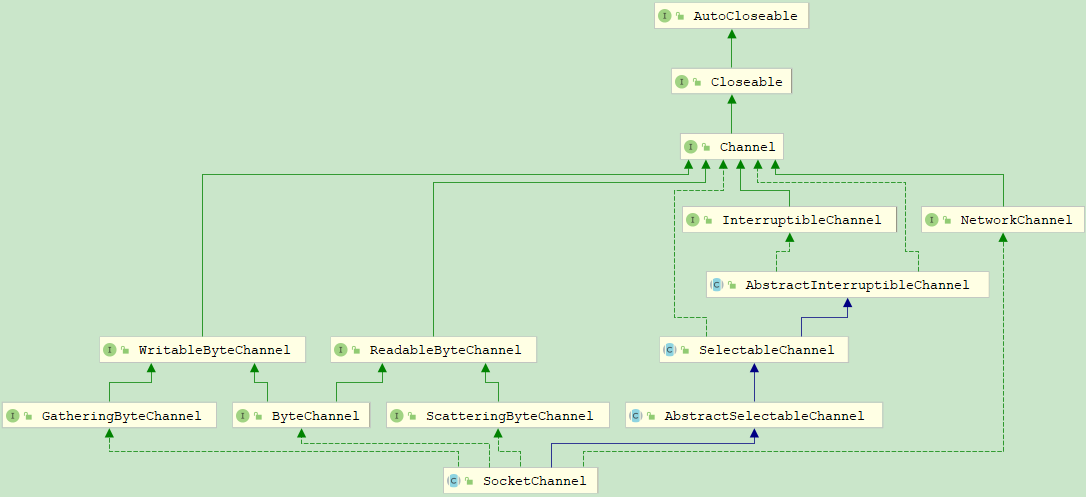 I AutoCloseable
I Closeable
I Channel
I InterruptibleChannel
I NetworkChannel
C AbstractInterruptibleChannel
I WritableByteChannel
I ReadableByteChannel
C SelectableChannel
I GatheringByteChannel
I ByteChannel
I ScatteringByteChannel
C AbstractSelectableChannel
C SocketChannel